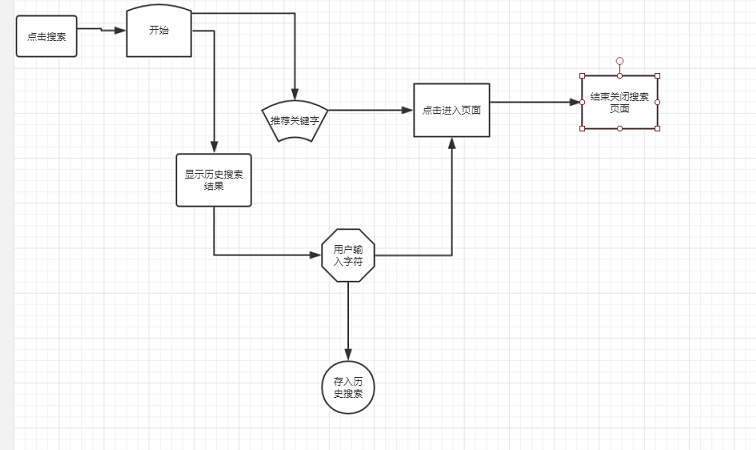 点击搜索
开始
推荐关键字
点击进入页面
结束关闭搜索
页面
显示历史搜索
结果
用户输
入字符
存入历
史搜索